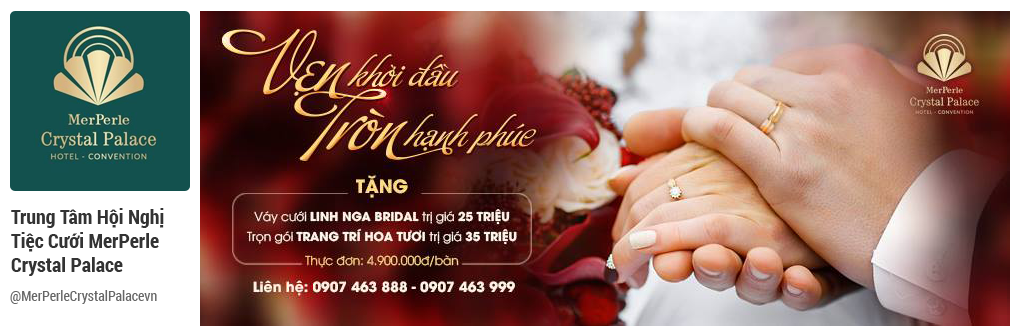 MerPerle
Crystal Palace
HOTEL - CONVENTION
Trung Tâm Hội Nghị
Tiệc Cưới MerPerle
Crystal Palace
@MerPerleCrystalPalacevn
Vẹn khởi đầu
Tròn hạnh phúc
TẶNG
Váy cưới LINH NGA BRIDAL trị giá 25 TRIỆU
Trọn gói TRANG TRÍ HOA TƯƠI trị giá 35 TRIỆU
Thực đơn: 4.900.000đ/bàn
Liên hệ: 0907 463 888 - 0907 463 999
MerPerle
Crystal Palace
HOTEL - CONVENTION